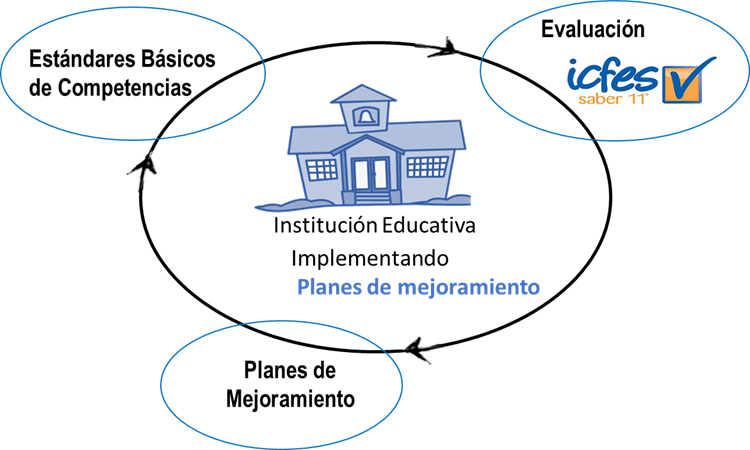 Estándares Básicos
de Competencias
Evaluación
icfes
saber 11°
Institución Educativa
Implementando
Planes de mejoramiento
Planes de
Mejoramiento